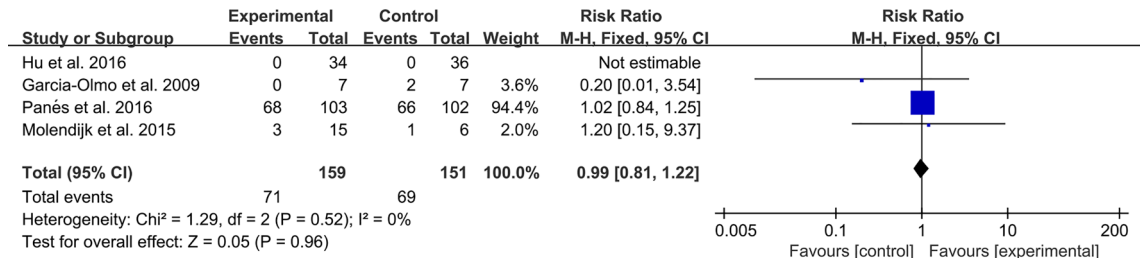 Experimental Control Risk Ratio Risk Ratio
Study or Subgroup Events Total Events Total Weight M-H, Fixed, 95% CI M-H, Fixed, 95% CI
Hu et al. 2016 0 34 0 36 Not estimable
Garcia-Olmo et al. 2009 0 7 2 7 3.6% 0.20 [0.01, 3.54]
Panés et al. 2016 68 103 66 102 94.4% 1.02 [0.84, 1.25]
Molendijk et al. 2015 3 15 1 6 2.0% 1.20 [0.15, 9.37]
Total (95% CI) 159 151 100.0% 0.99 [0.81, 1.22]
Total events 71 69
Heterogeneity: Chi² = 1.29, df = 2 (P = 0.52); I² = 0%
Test for overall effect: Z = 0.05 (P = 0.96)
0.005 0.1 1 10 200
Favours [control] Favours [experimental]